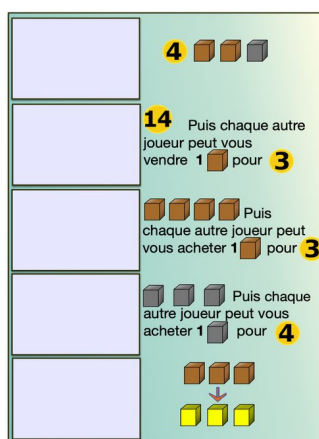 4
14 Puis chaque autre
joueur peut vous
vendre 1 pour 3
Puis
chaque autre joueur peut
vous acheter 1 pour 3
Puis chaque
autre joueur peut vous
acheter 1 pour 4